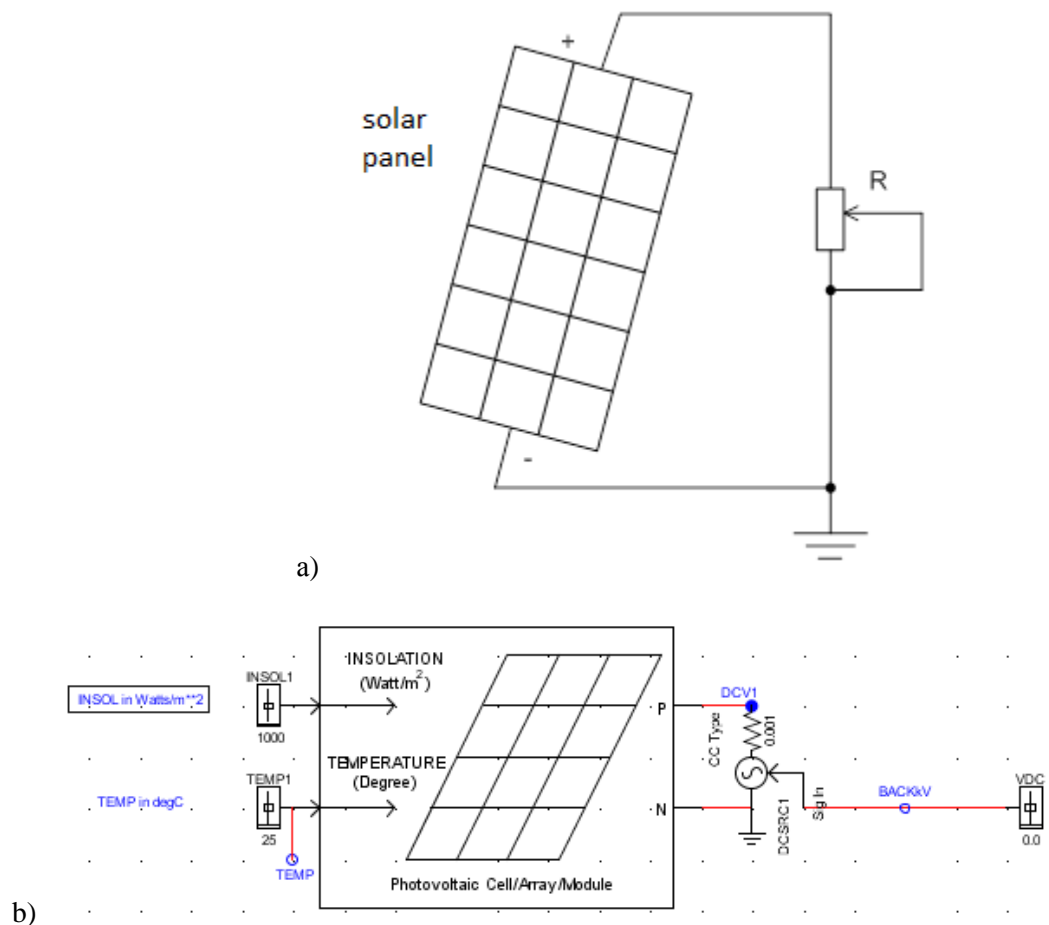 +
solar
panel
R
-
a)
INSOLATION
(Watt/m²)
INSOL1
INSOL in Watts/m**2
1000
P
DCV1
CC Type
0.001
TEMPERATURE
(Degree)
TEMP1
TEMP in degC
25
TEMP
N
DCSRC1
Sig In
BACKkV
VDC
0.0
Photovoltaic Cell/Array/Module
b)